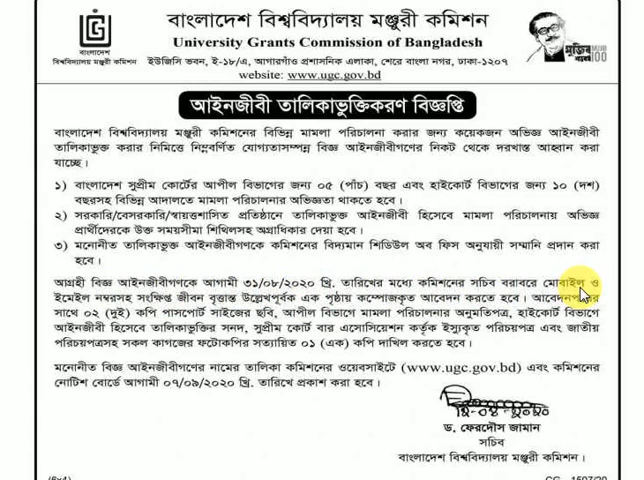 বাংলাদেশ বিশ্ববিদ্যালয় মঞ্জুরী কমিশন
University Grants Commission of Bangladesh
ইউজিসি ভবন, ই-১৮/এ, আগারগাঁও প্রশাসনিক এলাকা, শেরে বাংলা নগর, ঢাকা-১২০৭
website: www.ugc.gov.bd
বাংলাদেশ
বিশ্ববিদ্যালয় মঞ্জুরী কমিশন
মুজিব
100
আইনজীবী তালিকাভুক্তিকরণ বিজ্ঞপ্তি
বাংলাদেশ বিশ্ববিদ্যালয় মঞ্জুরী কমিশনের বিভিন্ন মামলা পরিচালনা করার জন্য কয়েকজন অভিজ্ঞ আইনজীবী
তালিকাভুক্ত করার নিমিত্তে নিম্নবর্ণিত যোগ্যতাসম্পন্ন বিজ্ঞ আইনজীবীগণের নিকট থেকে দরখাস্ত আহ্বান করা
যাচ্ছে।
১) বাংলাদেশ সুপ্রীম কোর্টের আপীল বিভাগের জন্য ০৫ (পাঁচ) বছর এবং হাইকোর্ট বিভাগের জন্য ১০ (দশ)
বছরসহ বিভিন্ন আদালতে মামলা পরিচালনার অভিজ্ঞতা থাকতে হবে।
২) সরকারি/বেসরকারি/স্বায়ত্তশাসিত প্রতিষ্ঠানে তালিকাভুক্ত আইনজীবী হিসেবে মামলা পরিচালনায় অভিজ্ঞ
প্রার্থীদেরকে উক্ত সময়সীমা শিথিলসহ অগ্রাধিকার দেয়া হবে।
৩) মনোনীত তালিকাভুক্ত আইনজীবীগণকে কমিশনের বিদ্যমান শিডিউল অব ফিস অনুযায়ী সম্মানি প্রদান করা
হবে।
আগ্রহী বিজ্ঞ আইনজীবীগণকে আগামী ৩১/০৮/২০২০ খ্রি. তারিখের মধ্যে কমিশনের সচিব বরাবরে মোবাইল ও
ইমেইল নম্বরসহ সংক্ষিপ্ত জীবন বৃত্তান্ত উল্লেখপূর্বক এক পৃষ্ঠায় কম্পোজকৃত আবেদন করতে হবে। আবেদনপত্রের
সাথে ০২ (দুই) কপি পাসপোর্ট সাইজের ছবি, আপীল বিভাগে মামলা পরিচালনার অনুমতিপত্র, হাইকোর্ট বিভাগে
আইনজীবী হিসেবে তালিকাভুক্তির সনদ, সুপ্রীম কোর্ট বার এসোসিয়েশন কর্তৃক ইস্যুকৃত পরিচয়পত্র এবং জাতীয়
পরিচয়পত্রসহ সকল কাগজের ফটোকপির সত্যায়িত ০১ (এক) কপি দাখিল করতে হবে।
মনোনীত বিজ্ঞ আইনজীবীগণের নামের তালিকা কমিশনের ওয়েবসাইটে (www.ugc.gov.bd) এবং কমিশনের
নোটিশ বোর্ডে আগামী ০৭/০৯/২০২০ খ্রি. তারিখে প্রকাশ করা হবে।
ড. ফেরদৌস জামান
সচিব
বাংলাদেশ বিশ্ববিদ্যালয় মঞ্জুরী কমিশন।